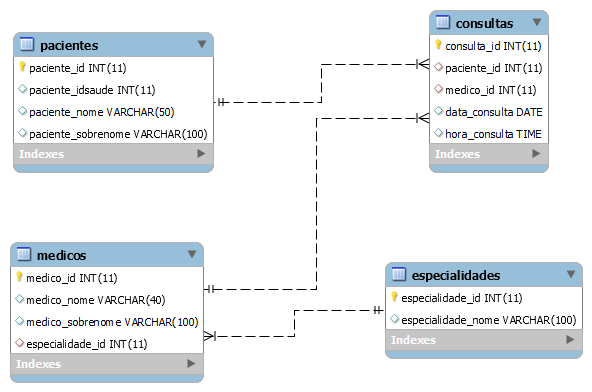 pacientes
paciente_id INT(11)
paciente_idsaude INT(11)
paciente_nome VARCHAR(50)
paciente_sobrenome VARCHAR(100)
Indexes
consultas
consulta_id INT(11)
paciente_id INT(11)
medico_id INT(11)
data_consulta DATE
hora_consulta TIME
Indexes
medicos
medico_id INT(11)
medico_nome VARCHAR(40)
medico_sobrenome VARCHAR(100)
especialidade_id INT(11)
Indexes
especialidades
especialidade_id INT(11)
especialidade_nome VARCHAR(100)
Indexes